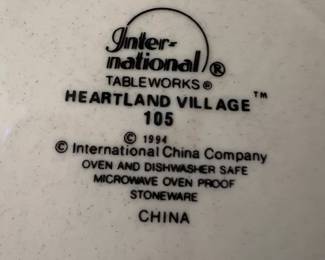 Inter-
national®
TABLEWORKS®
HEARTLAND VILLAGE™
105
© 1994
© International China Company
OVEN AND DISHWASHER SAFE
MICROWAVE OVEN PROOF
STONEWARE
CHINA